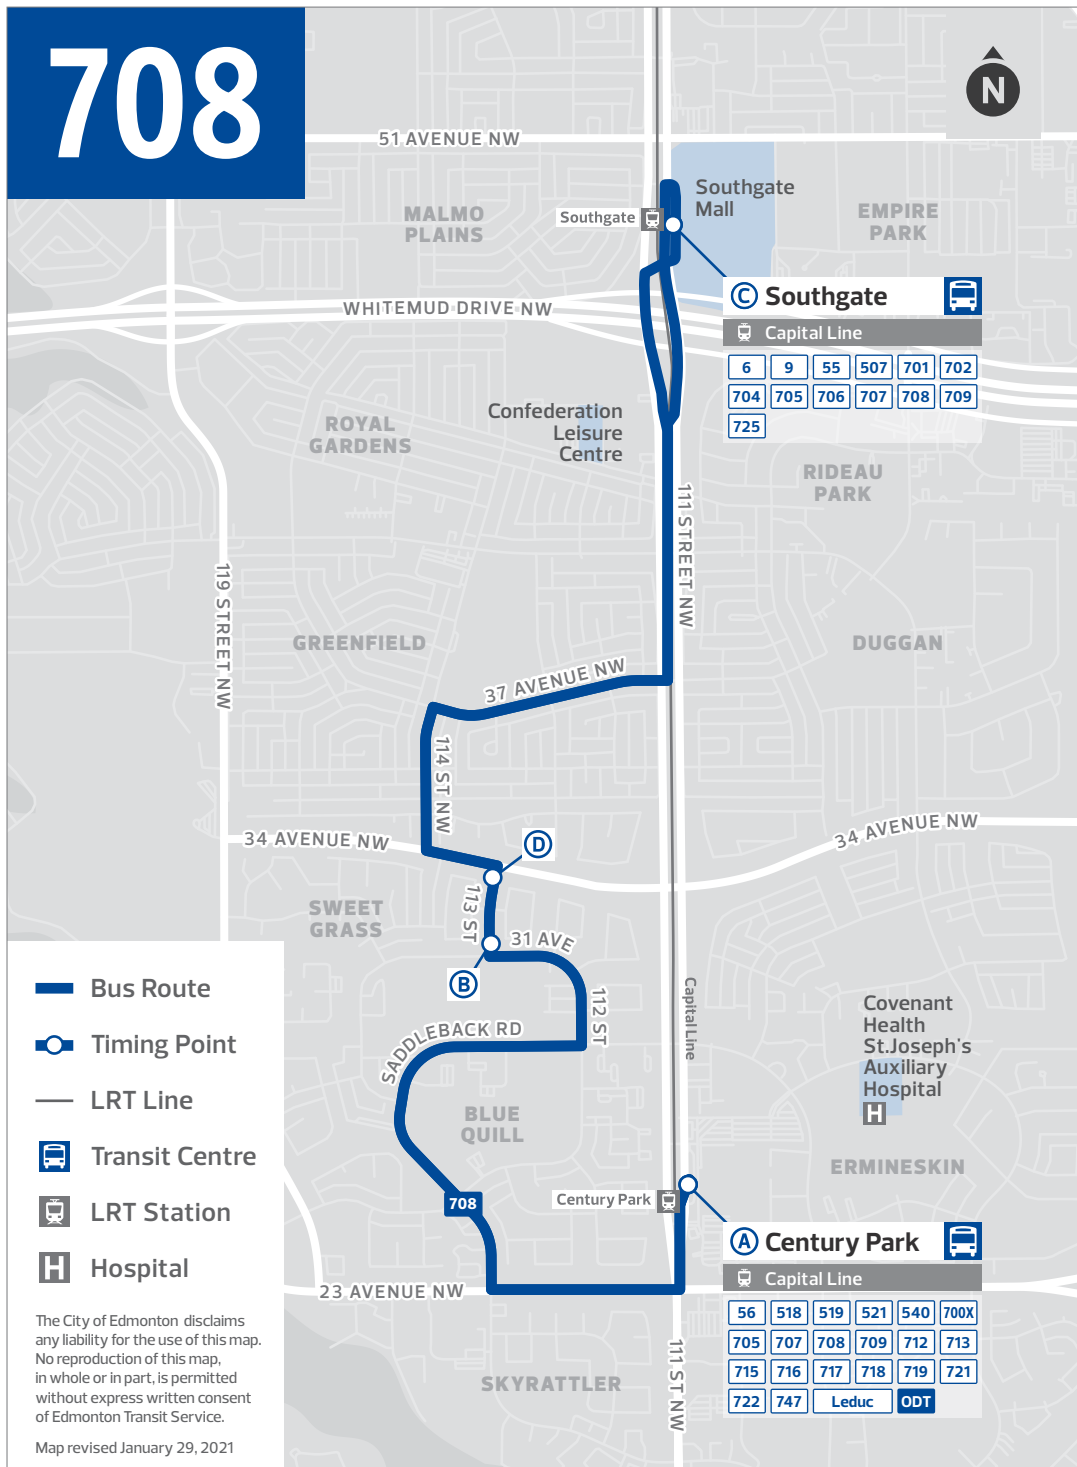 708
N
51 AVENUE NW
Southgate
Mall
MALMO
PLAINS
Southgate
EMPIRE
PARK
WHITEMUD DRIVE NW
C Southgate
Capital Line
6 9 55 507 701 702
704 705 706 707 708 709
725
Confederation
Leisure
Centre
ROYAL
GARDENS
RIDEAU
PARK
111 STREET NW
119 STREET NW
GREENFIELD
DUGGAN
37 AVENUE NW
114 ST NW
34 AVENUE NW
34 AVENUE NW
D
113 ST
SWEET
GRASS
31 AVE
B
112 ST
Capital Line
SADDLEBACK RD
Covenant
Health
St.Joseph's
Auxiliary
Hospital
H
BLUE
QUILL
ERMINESKIN
708
Century Park
A Century Park
Capital Line
56 518 519 521 540 700X
705 707 708 709 712 713
715 716 717 718 719 721
722 747 Leduc ODT
23 AVENUE NW
111 ST NW
SKYRATTLER
Bus Route
Timing Point
LRT Line
Transit Centre
LRT Station
H Hospital
The City of Edmonton disclaims
any liability for the use of this map.
No reproduction of this map,
in whole or in part, is permitted
without express written consent
of Edmonton Transit Service.
Map revised January 29, 2021